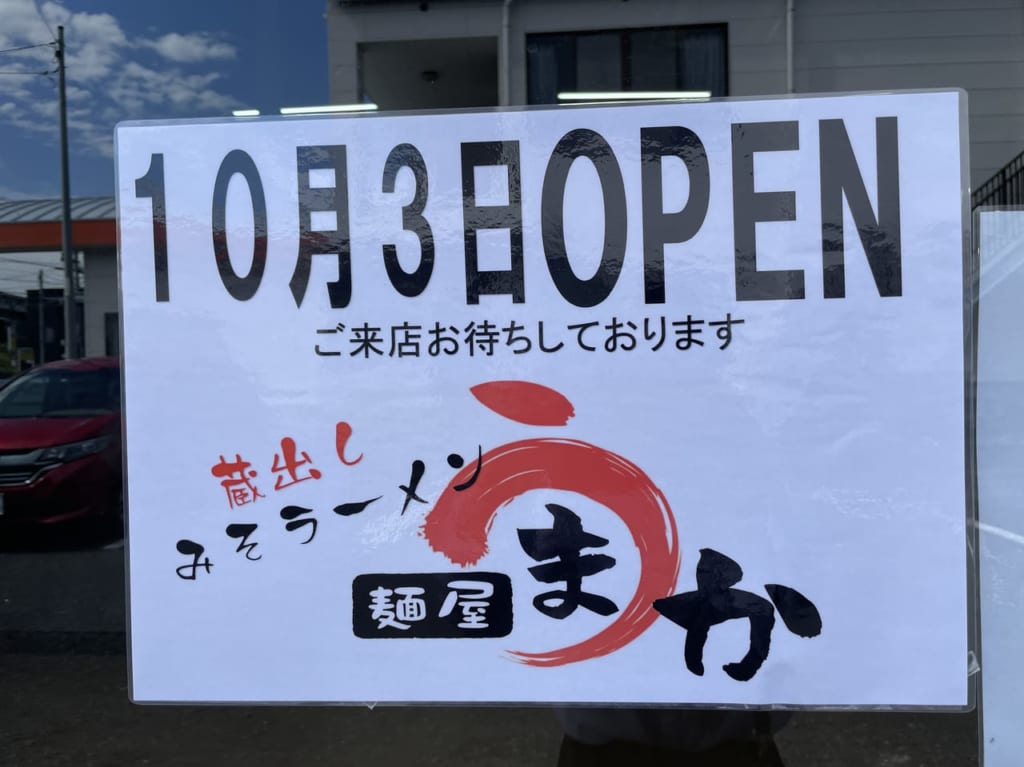 10月3日OPEN
ご来店お待ちしております
蔵出し
みそラーメン
麺屋
うまか